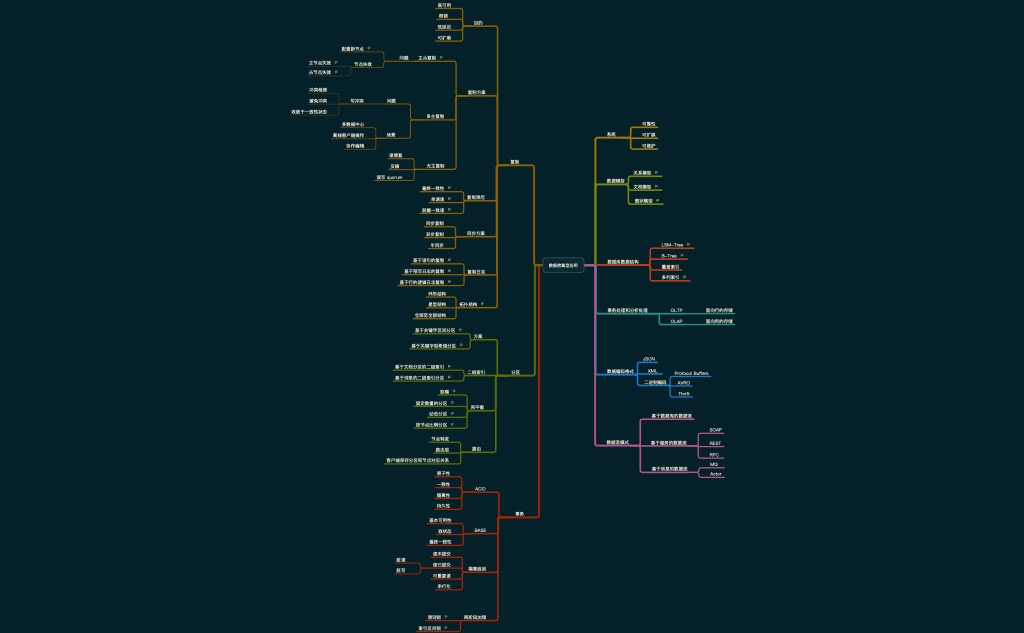 数据密集型应用
系统
可靠性
可扩展
可维护
数据模型
关系模型
文档模型
图状模型
数据库数据结构
LSM-Tree
B-Tree
覆盖索引
多列索引
事务处理和分析处理
OLTP
面向行的存储
OLAP
面向列的存储
数据编码格式
JSON
XML
二进制编码
Protocol Buffers
AVRO
Thrift
数据流模式
基于数据库的数据流
基于服务的数据流
SOAP
REST
RPC
基于消息的数据流
MQ
Actor
复制
目的
高可用
容错
低延迟
可扩展
复制方案
主从复制
问题
配置新节点
节点失效
主节点失效
从节点失效
多主复制
问题
写冲突
冲突检测
避免冲突
收敛于一致性状态
场景
多数据中心
离线客户端操作
协作编辑
无主复制
读修复
反熵
读写 quorum
复制滞后
最终一致性
单调读
前缀一致读
同步方案
同步复制
异步复制
半同步
复制日志
基于语句的复制
基于预写日志的复制
基于行的逻辑日志复制
拓扑结构
环形结构
星型结构
全部至全部结构
分区
方案
基于关键字区间分区
基于关键字哈希值分区
二级索引
基于文档分区的二级索引
基于词条的二级索引分区
再平衡
取模
固定数量的分区
动态分区
按节点比例分区
路由
节点转发
路由层
客户端保存分区和节点对应关系
事务
ACID
原子性
一致性
隔离性
持久性
BASE
基本可用性
软状态
最终一致性
隔离级别
读未提交
读已提交
脏读
脏写
可重复读
串行化
两阶段加锁
谓词锁
索引区间锁